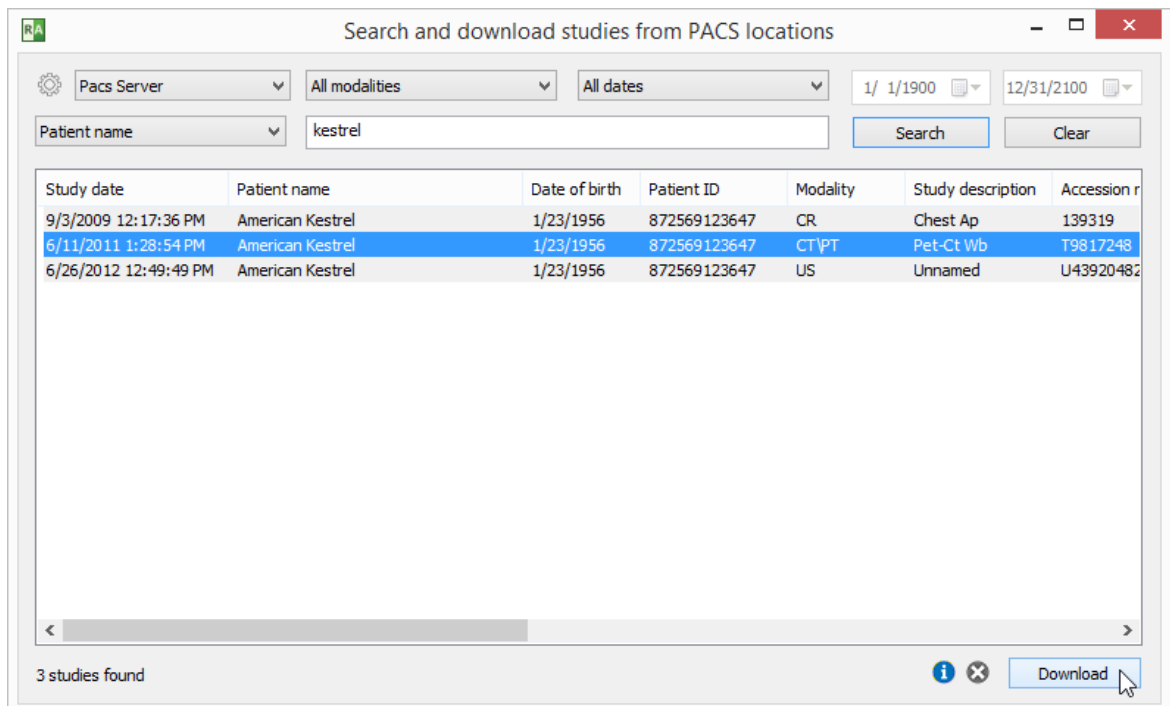 RA Search and download studies from PACS locations
Pacs Server All modalities All dates 1/ 1/1900 12/31/2100
Patient name kestrel Search Clear
Study date Patient name Date of birth Patient ID Modality Study description Accession r
9/3/2009 12:17:36 PM American Kestrel 1/23/1956 872569123647 CR Chest Ap 139319
6/11/2011 1:28:54 PM American Kestrel 1/23/1956 872569123647 CT\PT Pet-Ct Wb T9817248
6/26/2012 12:49:49 PM American Kestrel 1/23/1956 872569123647 US Unnamed U43920482
3 studies found Download